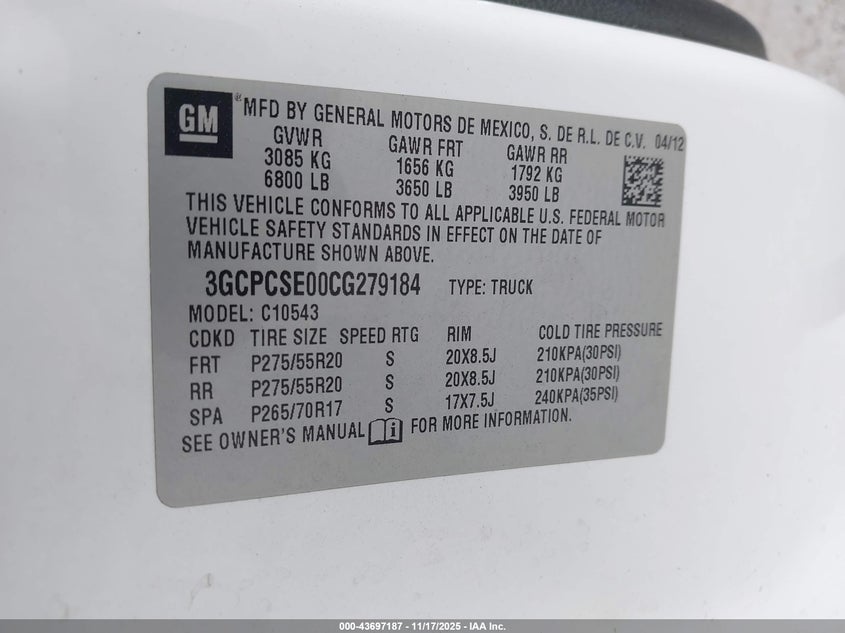 GM ® MFD BY GENERAL MOTORS DE MEXICO, S. DE R.L. DE C.V. 04/12
GVWR GAWR FRT GAWR RR
3085 KG 1656 KG 1792 KG
6800 LB 3650 LB 3950 LB
THIS VEHICLE CONFORMS TO ALL APPLICABLE U.S. FEDERAL MOTOR
VEHICLE SAFETY STANDARDS IN EFFECT ON THE DATE OF
MANUFACTURE SHOWN ABOVE.
3GCPCSE00CG279184 TYPE: TRUCK
MODEL: C10543
CDKD TIRE SIZE SPEED RTG RIM COLD TIRE PRESSURE
FRT P275/55R20 S 20X8.5J 210KPA(30PSI)
RR P275/55R20 S 20X8.5J 210KPA(30PSI)
SPA P265/70R17 S 17X7.5J 240KPA(35PSI)
SEE OWNER'S MANUAL i FOR MORE INFORMATION.
000-43697187 - 11/17/2025 - IAA Inc.